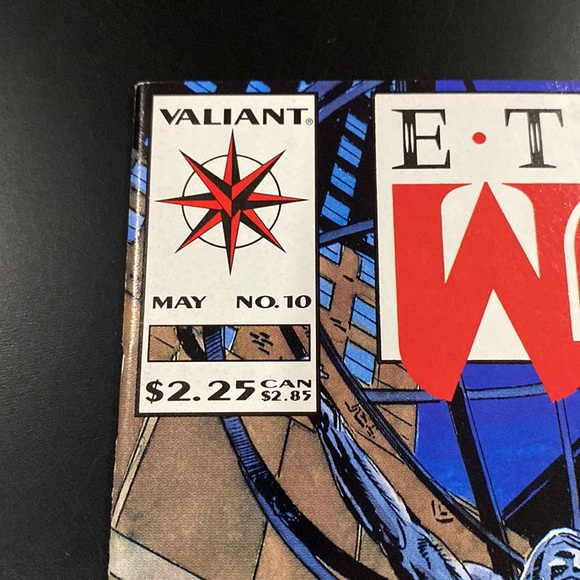 VALIANT®
MAY NO. 10
$2.25 CAN $2.85
E·T
W